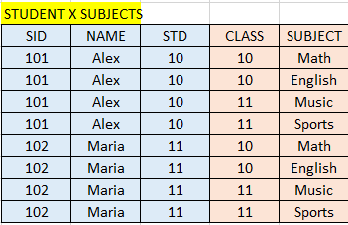 STUDENT X SUBJECTS
SID NAME STD CLASS SUBJECT
101 Alex 10 10 Math
101 Alex 10 10 English
101 Alex 10 11 Music
101 Alex 10 11 Sports
102 Maria 11 10 Math
102 Maria 11 10 English
102 Maria 11 11 Music
102 Maria 11 11 Sports